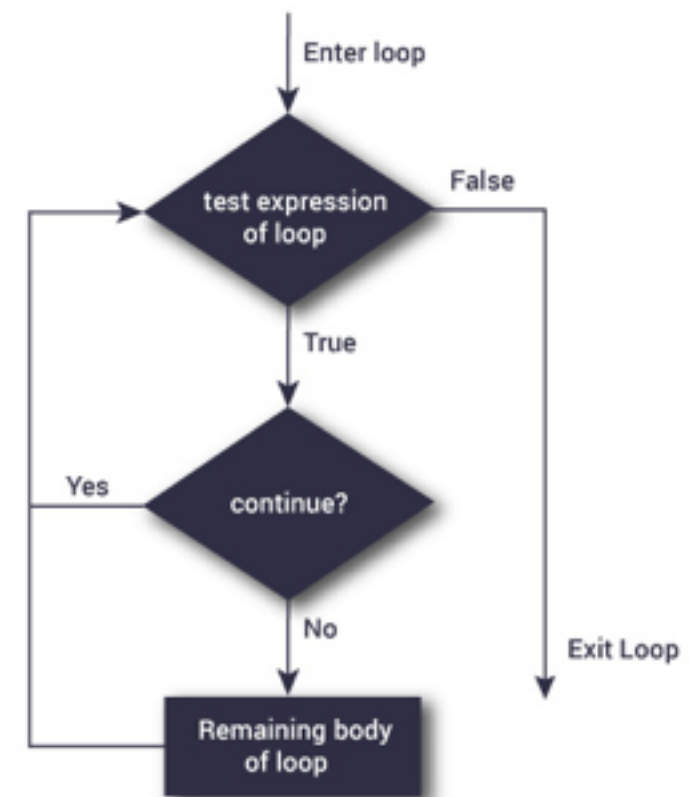 Enter loop
test expression
of loop
False
True
continue?
Yes
No
Exit Loop
Remaining body
of loop